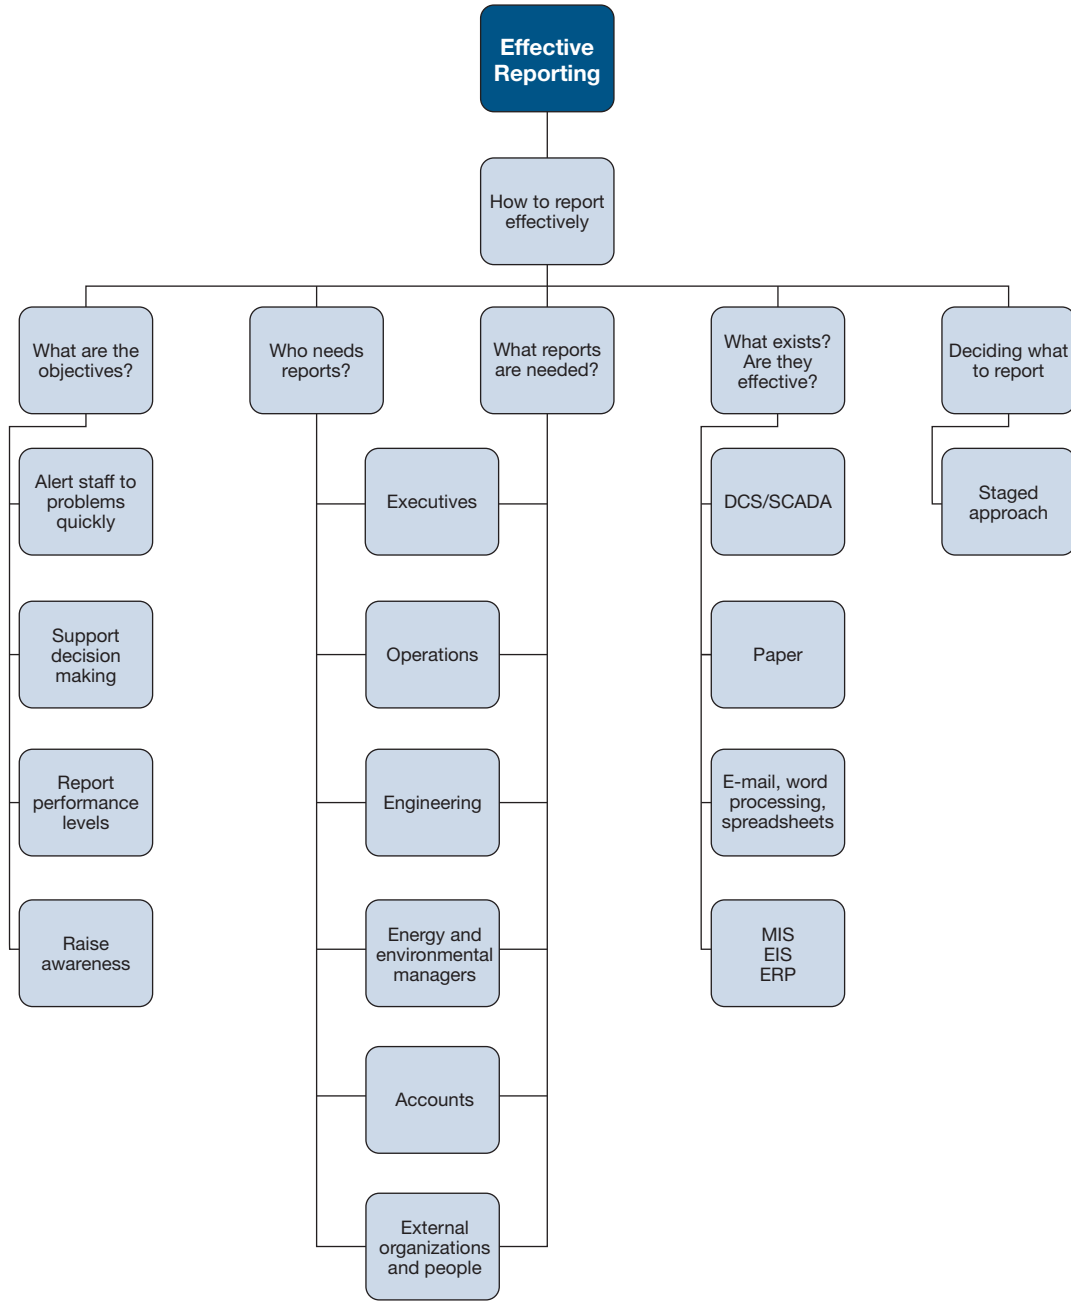 Effective
Reporting
How to report
effectively
What are the
objectives?
Who needs
reports?
What reports
are needed?
What exists?
Are they
effective?
Deciding what
to report
Alert staff to
problems
quickly
Executives
DCS/SCADA
Staged
approach
Support
decision
making
Operations
Paper
Report
performance
levels
Engineering
E-mail, word
processing,
spreadsheets
Raise
awareness
Energy and
environmental
managers
MIS
EIS
ERP
Accounts
External
organizations
and people